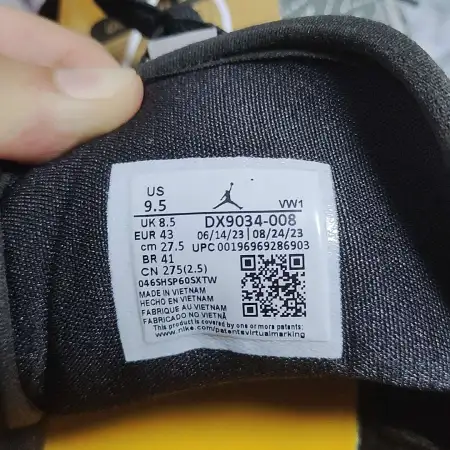 US
9.5
VW1
UK 8.5
DX9034-008
EUR 43
06/14/23 | 08/24/23
cm 27.5
UPC 00196969286903
BR 41
CN 275(2.5)
046SHSP60SXTW
MADE IN VIETNAM
HECHO EN VIETNAM
FABRIQUE AU VIETNAM
FABRICADO NO VIETNÃ
This product is covered by one or more patents:
www.nike.com/patentsvirtualmarking